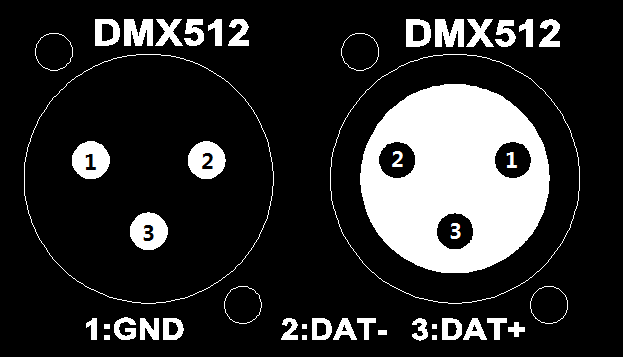 DMX512 DMX512
1 2 2 1
3 3
1:GND 2:DAT- 3:DAT+